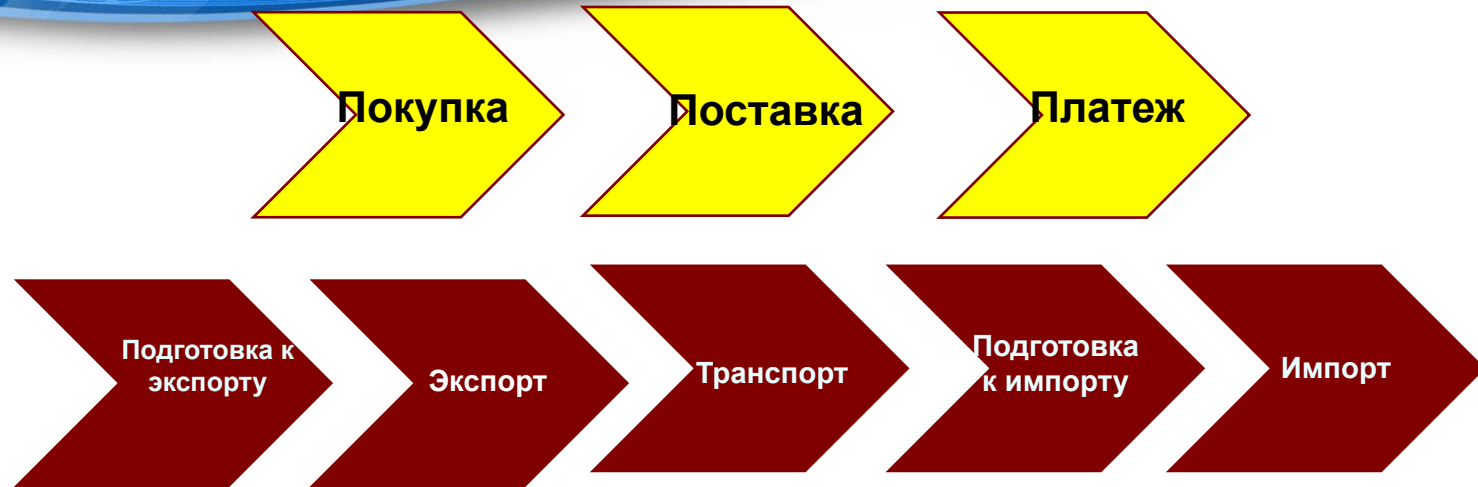 Покупка
Поставка
Платеж
Подготовка к
экспорту
Экспорт
Транспорт
Подготовка
к импорту
Импорт